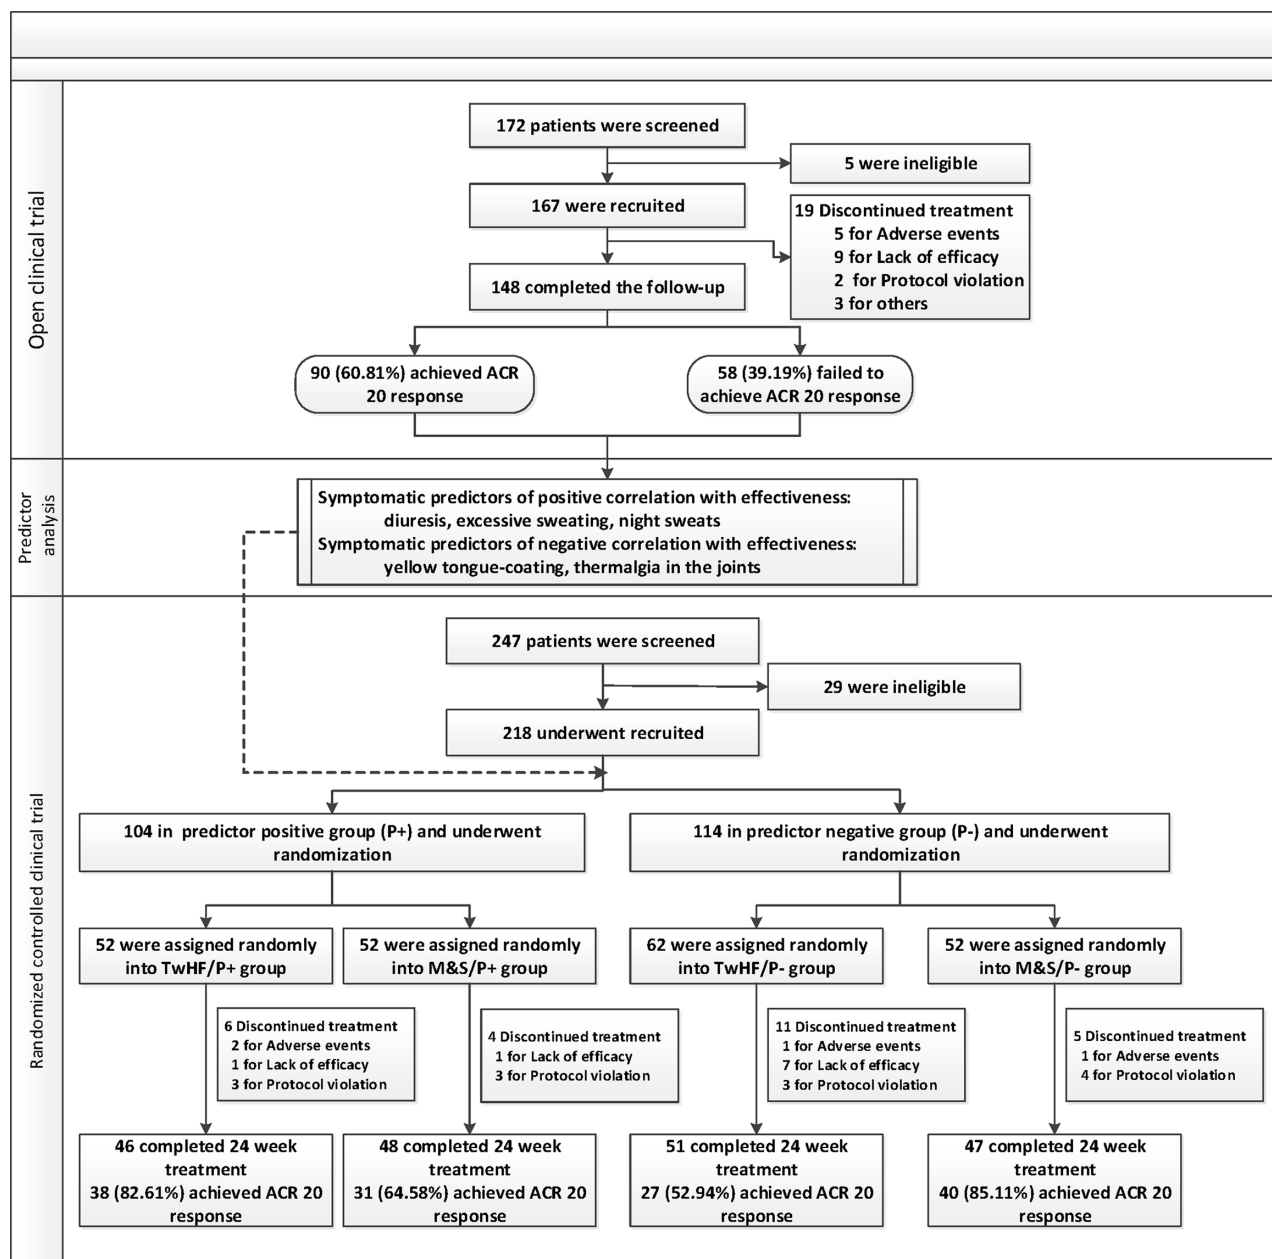 Open clinical trial
172 patients were screened
5 were ineligible
167 were recruited
19 Discontinued treatment
5 for Adverse events
9 for Lack of efficacy
2 for Protocol violation
3 for others
148 completed the follow-up
90 (60.81%) achieved ACR
20 response
58 (39.19%) failed to
achieve ACR 20 response
Predictor
analysis
Symptomatic predictors of positive correlation with effectiveness:
diuresis, excessive sweating, night sweats
Symptomatic predictors of negative correlation with effectiveness:
yellow tongue-coating, thermalgia in the joints
Randomized controlled clinical trial
247 patients were screened
29 were ineligible
218 underwent recruited
104 in predictor positive group (P+) and underwent
randomization
114 in predictor negative group (P-) and underwent
randomization
52 were assigned randomly
into TwHF/P+ group
52 were assigned randomly
into M&S/P+ group
62 were assigned randomly
into TwHF/P- group
52 were assigned randomly
into M&S/P- group
6 Discontinued treatment
2 for Adverse events
1 for Lack of efficacy
3 for Protocol violation
4 Discontinued treatment
1 for Lack of efficacy
3 for Protocol violation
11 Discontinued treatment
1 for Adverse events
7 for Lack of efficacy
3 for Protocol violation
5 Discontinued treatment
1 for Adverse events
4 for Protocol violation
46 completed 24 week
treatment
38 (82.61%) achieved ACR 20
response
48 completed 24 week
treatment
31 (64.58%) achieved ACR 20
response
51 completed 24 week
treatment
27 (52.94%) achieved ACR 20
response
47 completed 24 week
treatment
40 (85.11%) achieved ACR 20
response